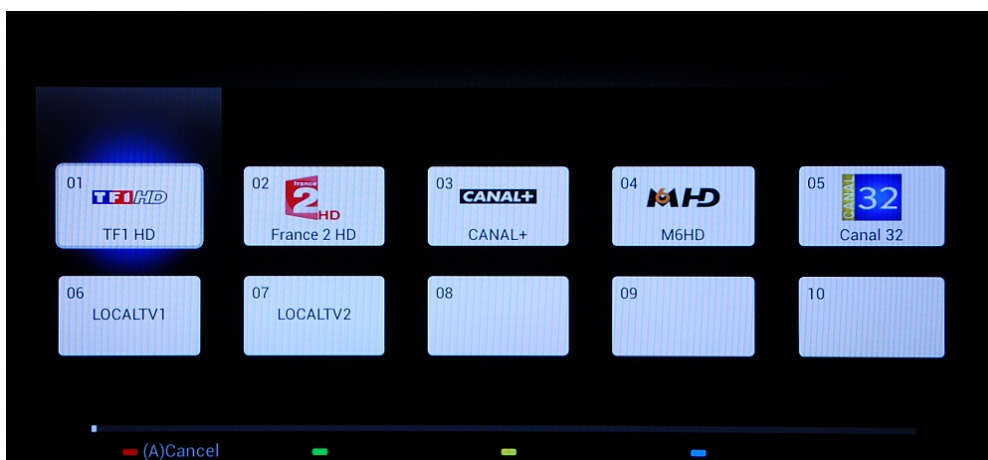 01
TF1 HD
TF1 HD
02
france
2
HD
France 2 HD
03
CANAL+
CANAL+
04
M6 HD
M6HD
05
CANAL
32
Canal 32
06
LOCALTV1
07
LOCALTV2
08
09
10
(A)Cancel